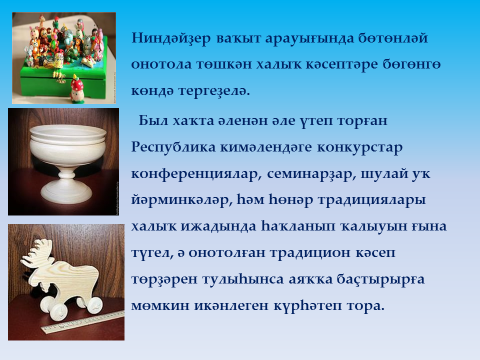 Ниндәйҙер ваҡыт арауығында бөтөнләй
онотола төшкән халыҡ кәсептәре бөгөнгө
көндә тергеҙелә.
Был хаҡта әленән әле үтеп торған
Республика кимәлендәге конкурстар
конференциялар, семинарҙар, шулай уҡ
йәрминкәләр, һәм һөнәр традициялары
халыҡ ижадында һаҡланып ҡалыуын ғына
түгел, ә онотолған традицион кәсеп
төрҙәрен тулыһынса аяҡҡа баҫтырырға
мөмкин икәнлеген күрһәтеп тора.